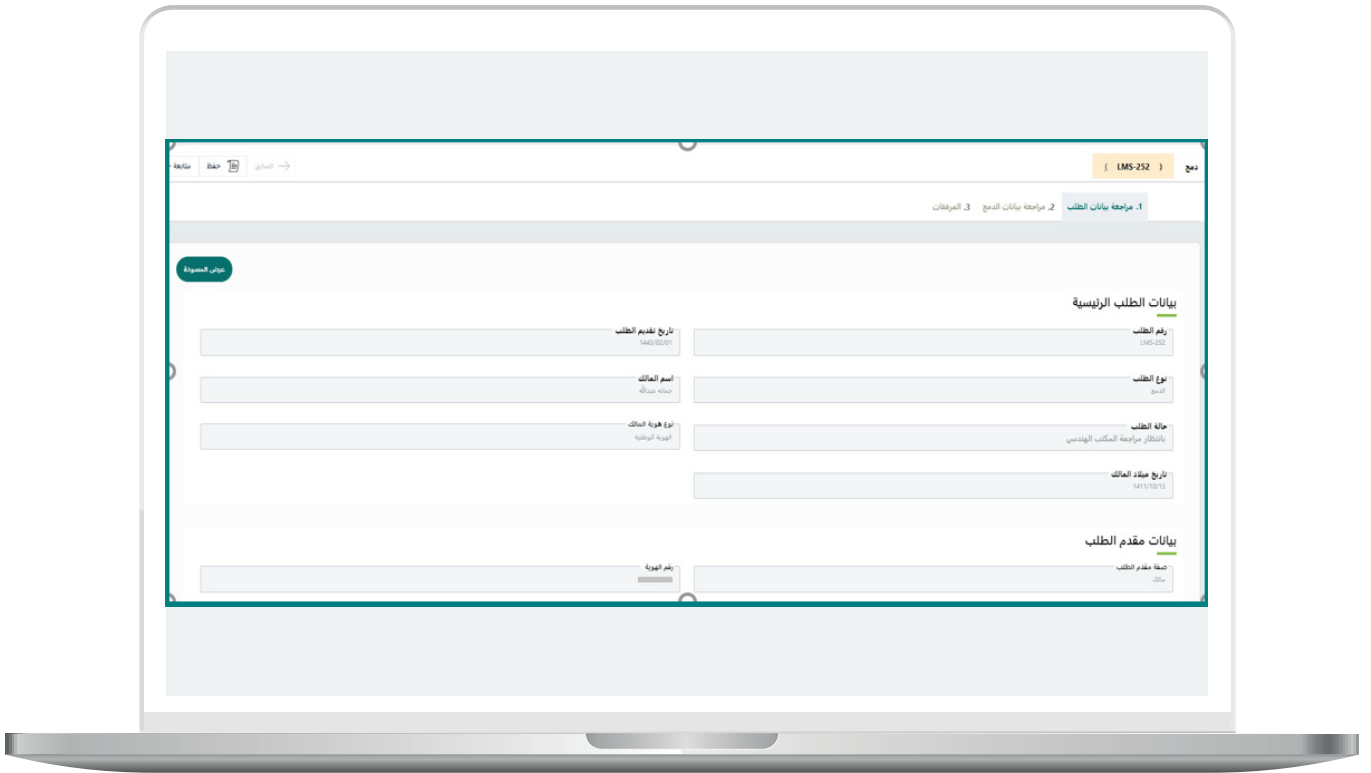 دمج ( LMS-252 ) السابق حفظ متابعة
1. مراجعة بيانات الطلب 2. مراجعة بيانات الدمج 3. المرفقات
عرض المسودة
بيانات الطلب الرئيسية
رقم الطلب تاريخ تقديم الطلب
LMS-252 1443/02/01
نوع الطلب اسم المالك
الدمج جمانه عبدالله
حالة الطلب نوع هوية المالك
بانتظار مراجعة المكتب الهندسي الهوية الوطنية
تاريخ ميلاد المالك
1411/10/13
بيانات مقدم الطلب
صفة مقدم الطلب رقم الهوية
مالك